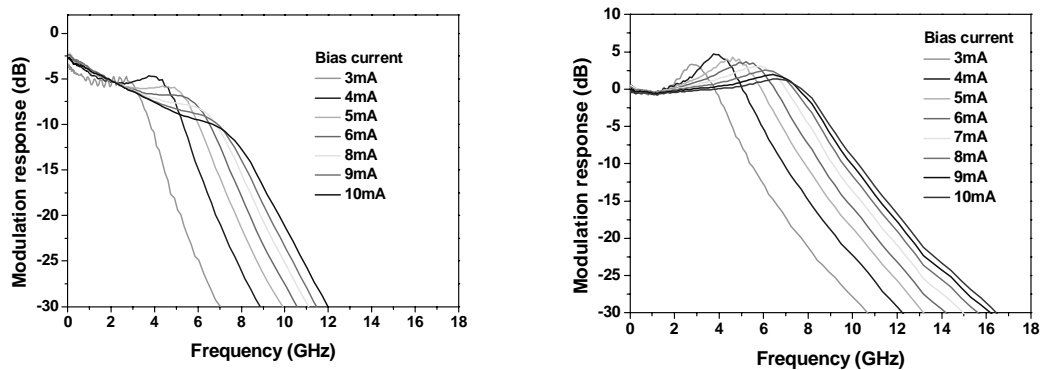 0
-5
-10
-15
-20
-25
-30
0 2 4 6 8 10 12 14 16 18
Modulation response (dB)
Frequency (GHz)
Bias current
3mA
4mA
5mA
6mA
8mA
9mA
10mA
10
5
0
-5
-10
-15
-20
-25
-30
0 2 4 6 8 10 12 14 16 18
Modulation response (dB)
Frequency (GHz)
Bias current
3mA
4mA
5mA
6mA
7mA
8mA
9mA
10mA